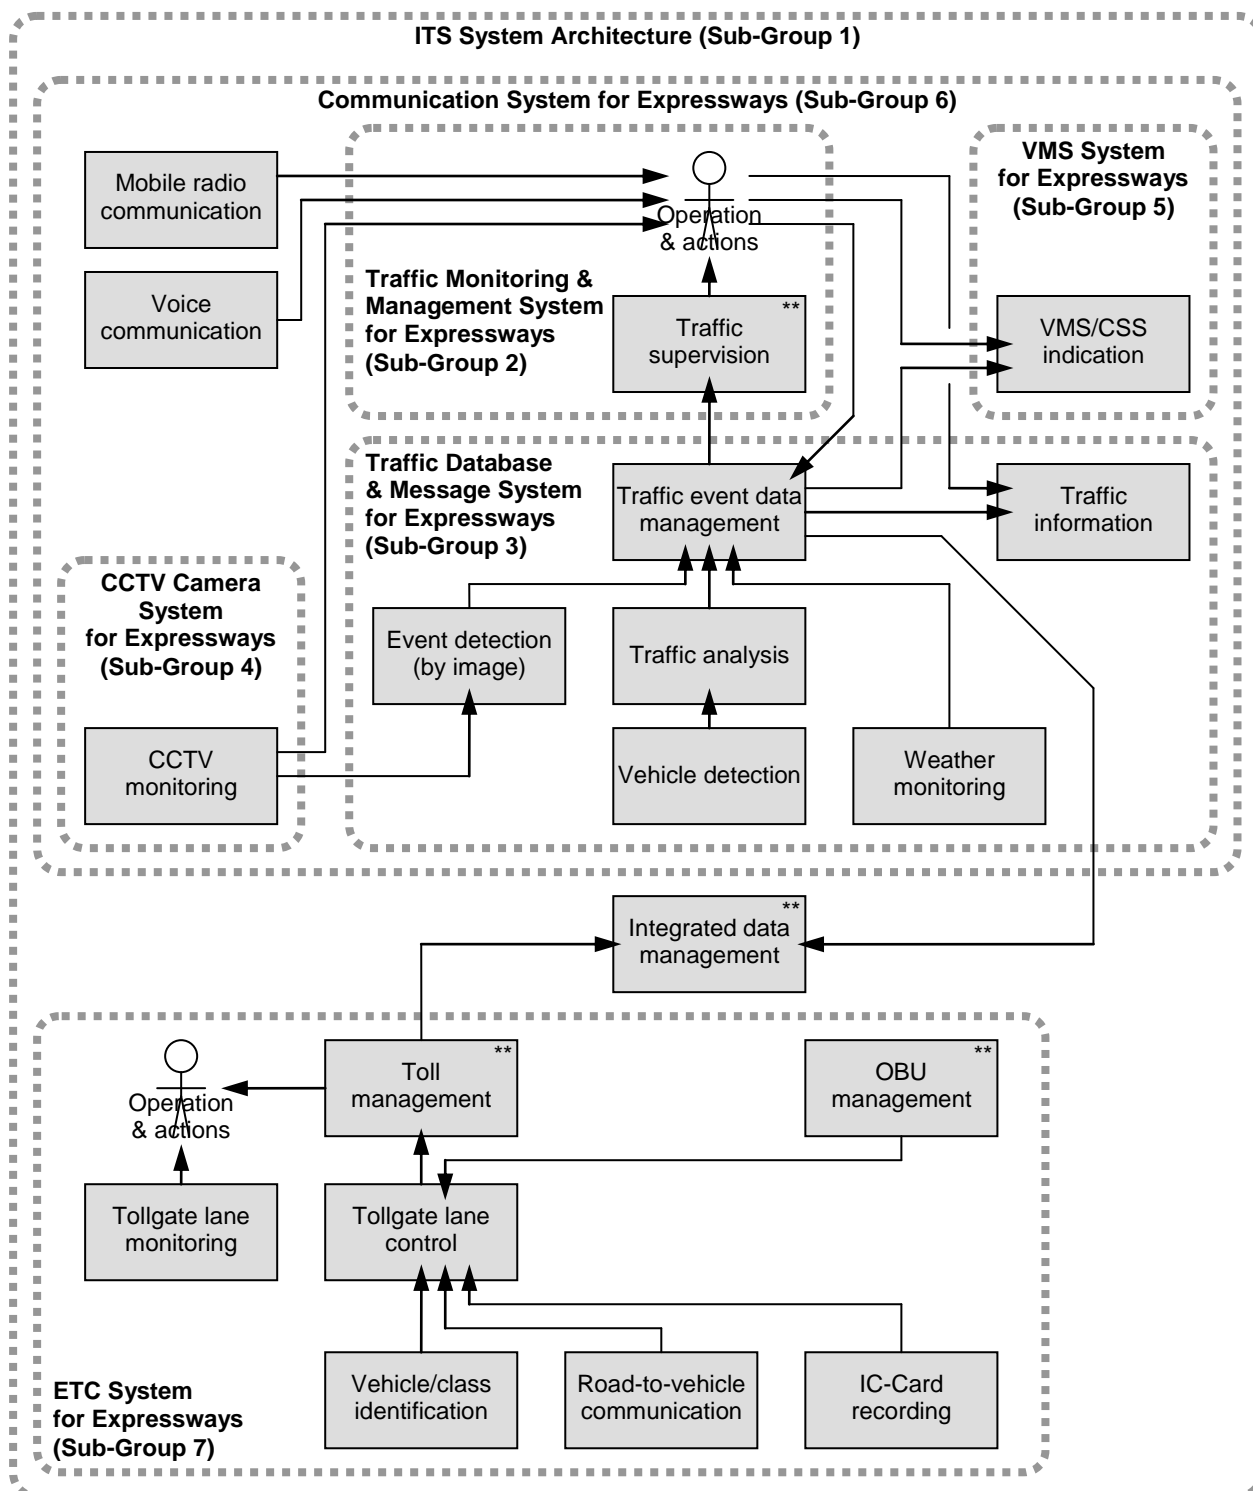 ITS System Architecture (Sub-Group 1)
Communication System for Expressways (Sub-Group 6)
Mobile radio
communication
Voice
communication
Operation
& actions
VMS System
for Expressways
(Sub-Group 5)
Traffic Monitoring &
Management System
for Expressways
(Sub-Group 2)
**
Traffic
supervision
VMS/CSS
indication
Traffic Database
& Message System
for Expressways
(Sub-Group 3)
Traffic event data
management
Traffic
information
CCTV Camera
System
for Expressways
(Sub-Group 4)
Event detection
(by image)
Traffic analysis
CCTV
monitoring
Vehicle detection
Weather
monitoring
**
Integrated data
management
Operation
& actions
**
Toll
management
**
OBU
management
Tollgate lane
monitoring
Tollgate lane
control
ETC System
for Expressways
(Sub-Group 7)
Vehicle/class
identification
Road-to-vehicle
communication
IC-Card
recording